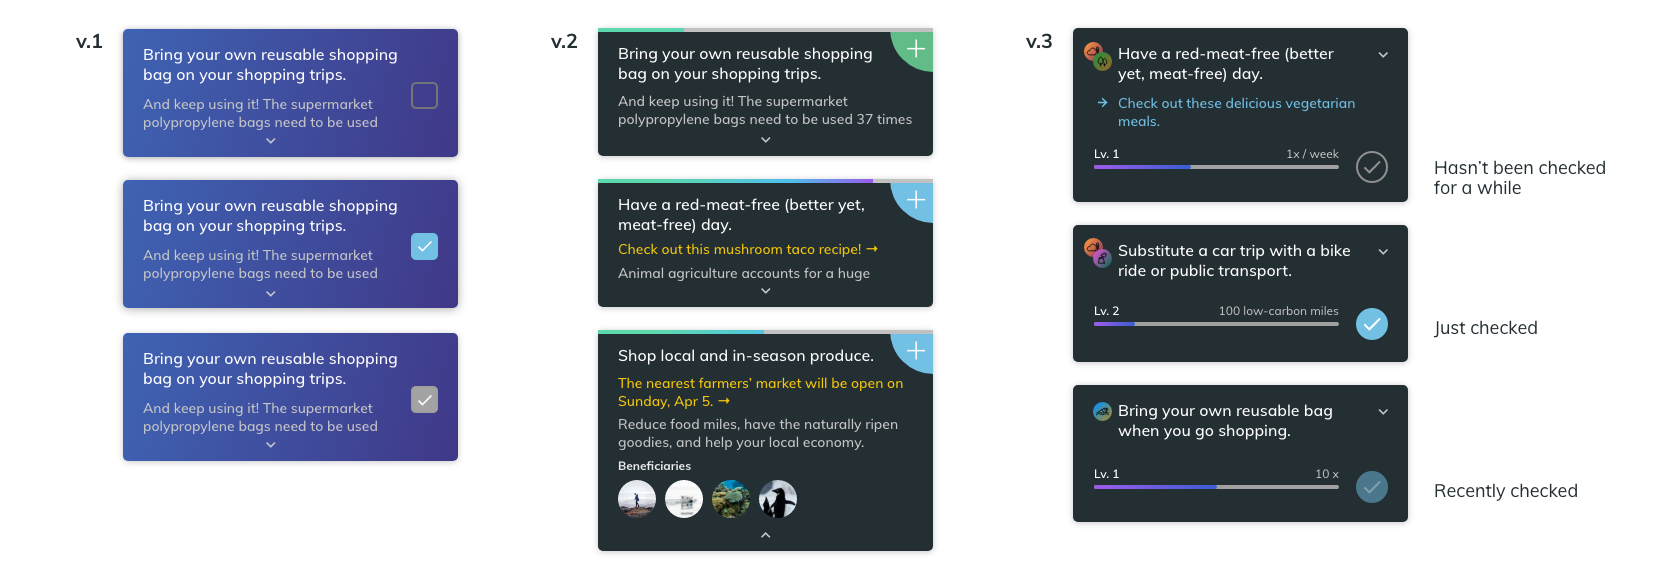 v.1
Bring your own reusable shopping
bag on your shopping trips.
And keep using it! The supermarket
polypropylene bags need to be used
Bring your own reusable shopping
bag on your shopping trips.
And keep using it! The supermarket
polypropylene bags need to be used
Bring your own reusable shopping
bag on your shopping trips.
And keep using it! The supermarket
polypropylene bags need to be used
v.2
Bring your own reusable shopping
bag on your shopping trips.
And keep using it! The supermarket
polypropylene bags need to be used 37 times
Have a red-meat-free (better yet,
meat-free) day.
Check out this mushroom taco recipe! →
Animal agriculture accounts for a huge
Shop local and in-season produce.
The nearest farmers’ market will be open on
Sunday, Apr 5. →
Reduce food miles, have the naturally ripen
goodies, and help your local economy.
Beneficiaries
v.3
Have a red-meat-free (better
yet, meat-free) day.
→ Check out these delicious vegetarian
meals.
Lv. 1 1x / week
Hasn’t been checked
for a while
Substitute a car trip with a bike
ride or public transport.
Lv. 2 100 low-carbon miles
Just checked
Bring your own reusable bag
when you go shopping.
Lv. 1 10 x
Recently checked